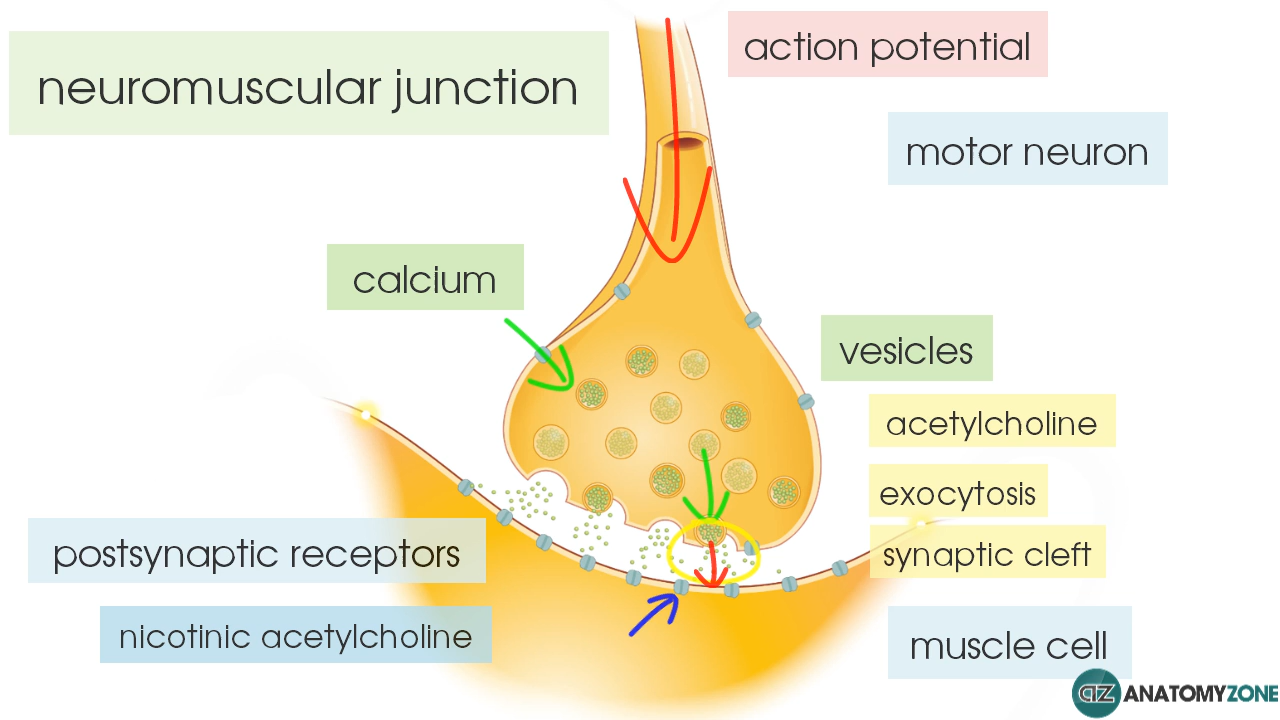 neuromuscular junction
action potential
motor neuron
calcium
vesicles
acetylcholine
exocytosis
synaptic cleft
postsynaptic receptors
nicotinic acetylcholine
muscle cell
AZ ANATOMYZONE